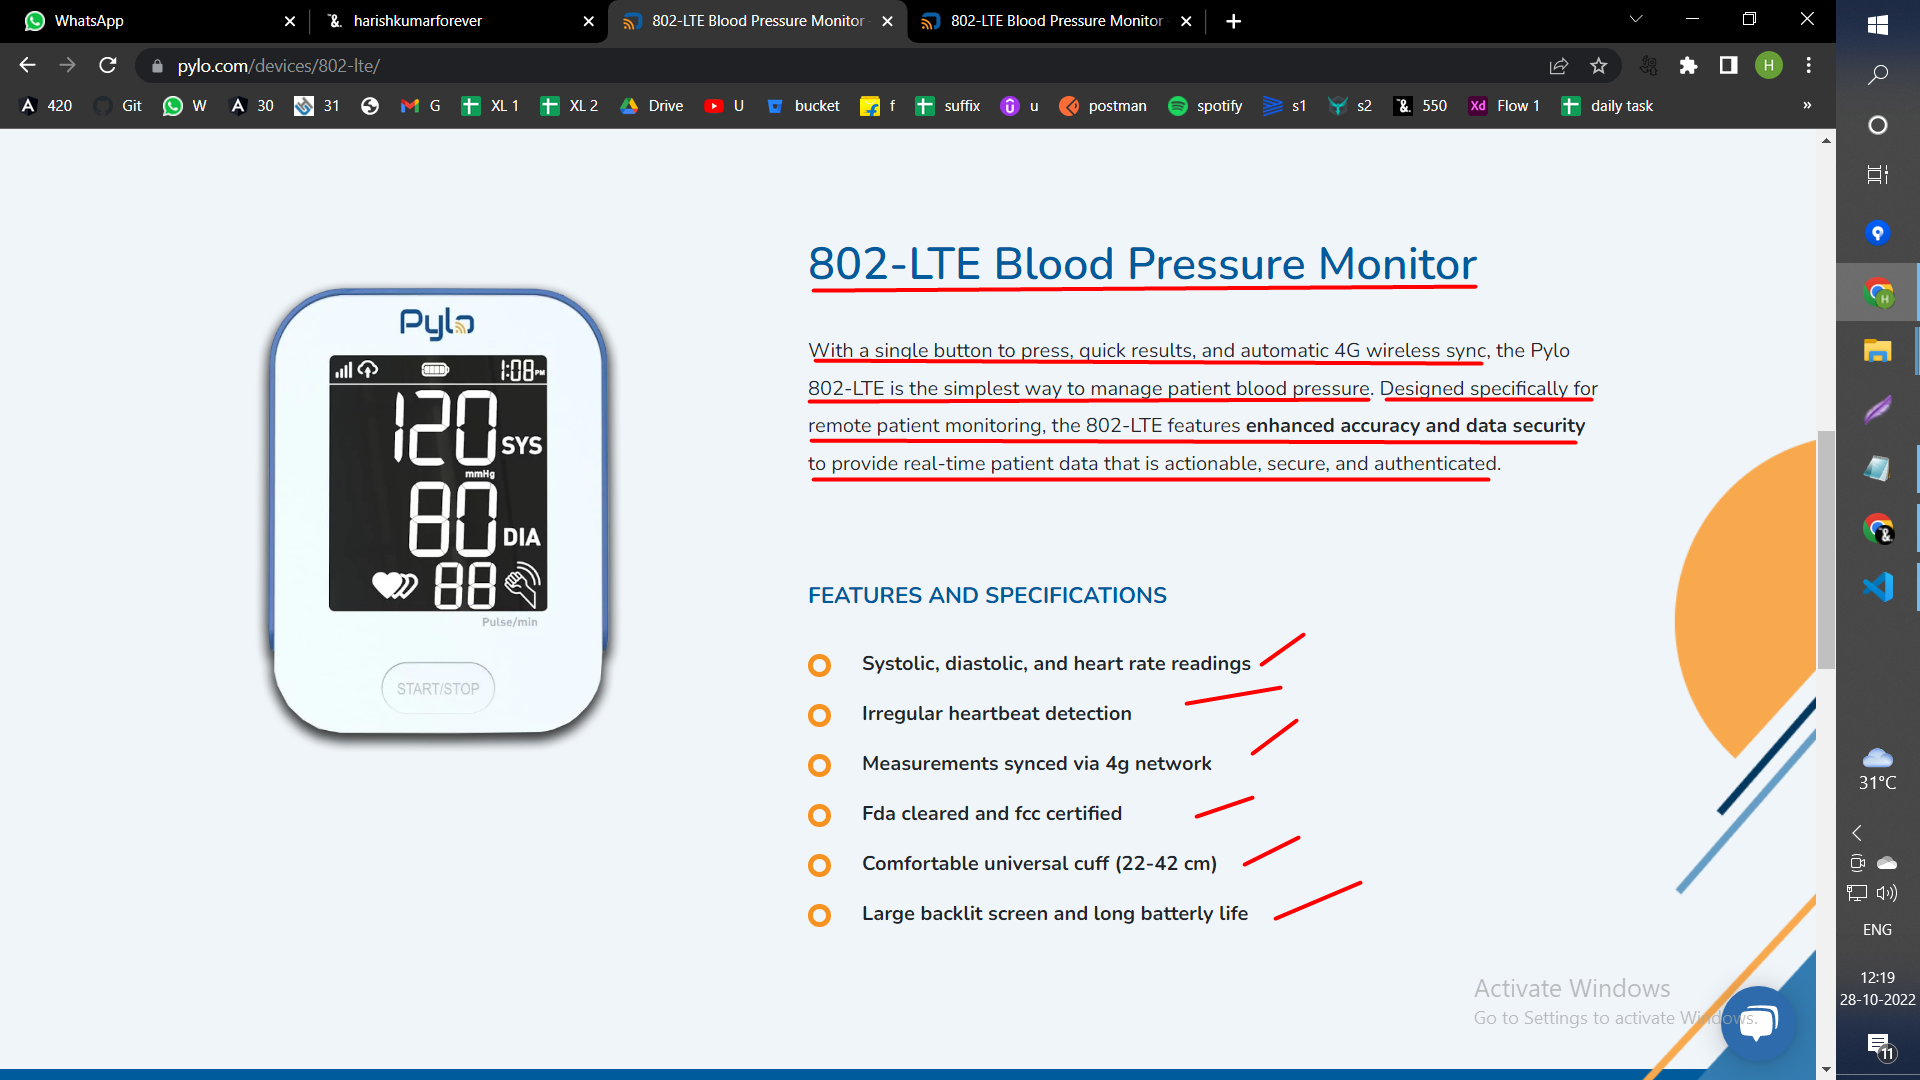 WhatsApp
harishkumarforever
802-LTE Blood Pressure Monitor -
802-LTE Blood Pressure Monitor
pylo.com/devices/802-lte/
H
420
Git
W
30
31
G
XL 1
XL 2
Drive
U
bucket
f
suffix
u
postman
spotify
s1
s2
550
Xd
Flow 1
daily task
»
802-LTE Blood Pressure Monitor
With a single button to press, quick results, and automatic 4G wireless sync, the Pylo
802-LTE is the simplest way to manage patient blood pressure. Designed specifically for
remote patient monitoring, the 802-LTE features enhanced accuracy and data security
to provide real-time patient data that is actionable, secure, and authenticated.
Pylo
1:08 PM
120 SYS
mmHg
80 DIA
88
Pulse/min
START/STOP
FEATURES AND SPECIFICATIONS
Systolic, diastolic, and heart rate readings
Irregular heartbeat detection
Measurements synced via 4g network
Fda cleared and fcc certified
Comfortable universal cuff (22-42 cm)
Large backlit screen and long batterly life
Activate Windows
Go to Settings to activate Windows.
H
&
31°C
ENG
12:19
28-10-2022
11